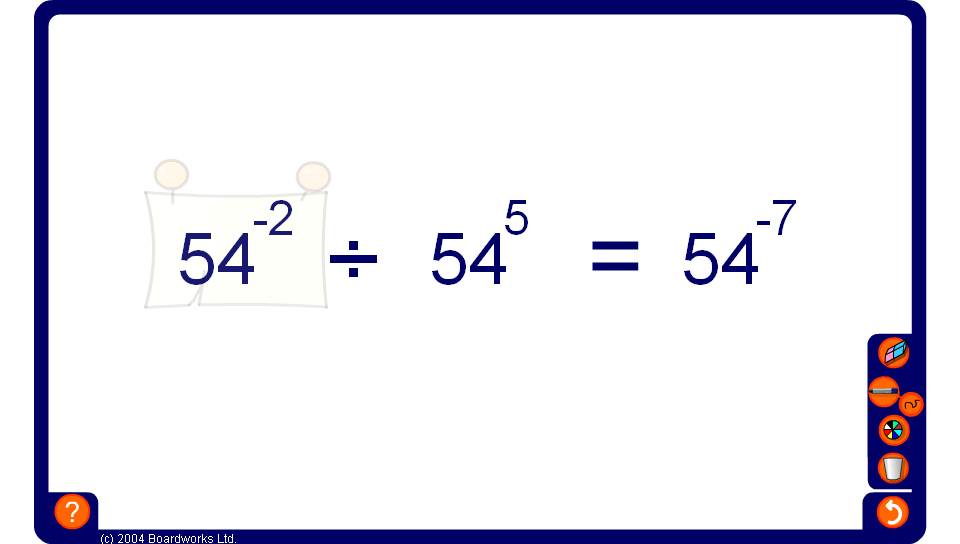 54⁻² ÷ 54⁵ = 54⁻⁷
?
(c) 2004 Boardworks Ltd.